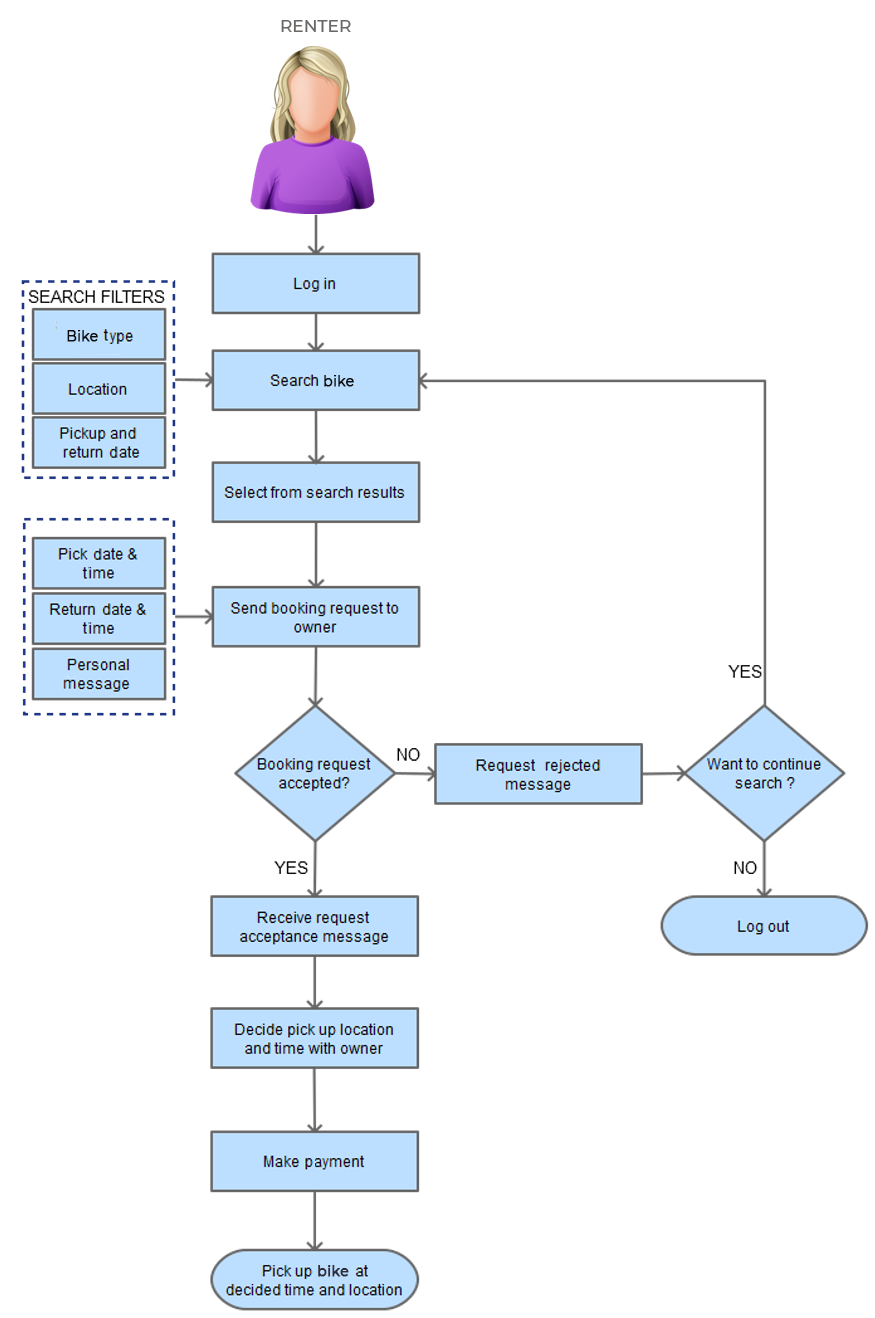 RENTER
Log in
SEARCH FILTERS
Bike type
Location
Pickup and
return date
Search bike
Select from search results
Pick date &
time
Return date &
time
Personal
message
Send booking request to
owner
Booking request
accepted?
NO
Request rejected
message
Want to continue
search ?
YES
NO
Log out
YES
Receive request
acceptance message
Decide pick up location
and time with owner
Make payment
Pick up bike at
decided time and location